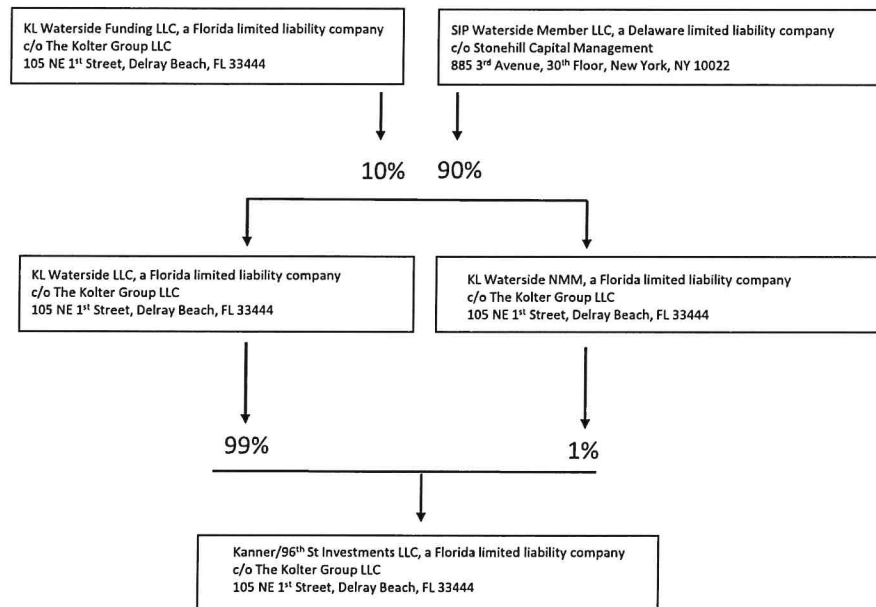 KL Waterside Funding LLC, a Florida limited liability company
c/o The Kolter Group LLC
105 NE 1st Street, Delray Beach, FL 33444
SIP Waterside Member LLC, a Delaware limited liability company
c/o Stonehill Capital Management
885 3rd Avenue, 30th Floor, New York, NY 10022
10% 90%
KL Waterside LLC, a Florida limited liability company
c/o The Kolter Group LLC
105 NE 1st Street, Delray Beach, FL 33444
KL Waterside NMM, a Florida limited liability company
c/o The Kolter Group LLC
105 NE 1st Street, Delray Beach, FL 33444
99% 1%
Kanner/96th St Investments LLC, a Florida limited liability company
c/o The Kolter Group LLC
105 NE 1st Street, Delray Beach, FL 33444